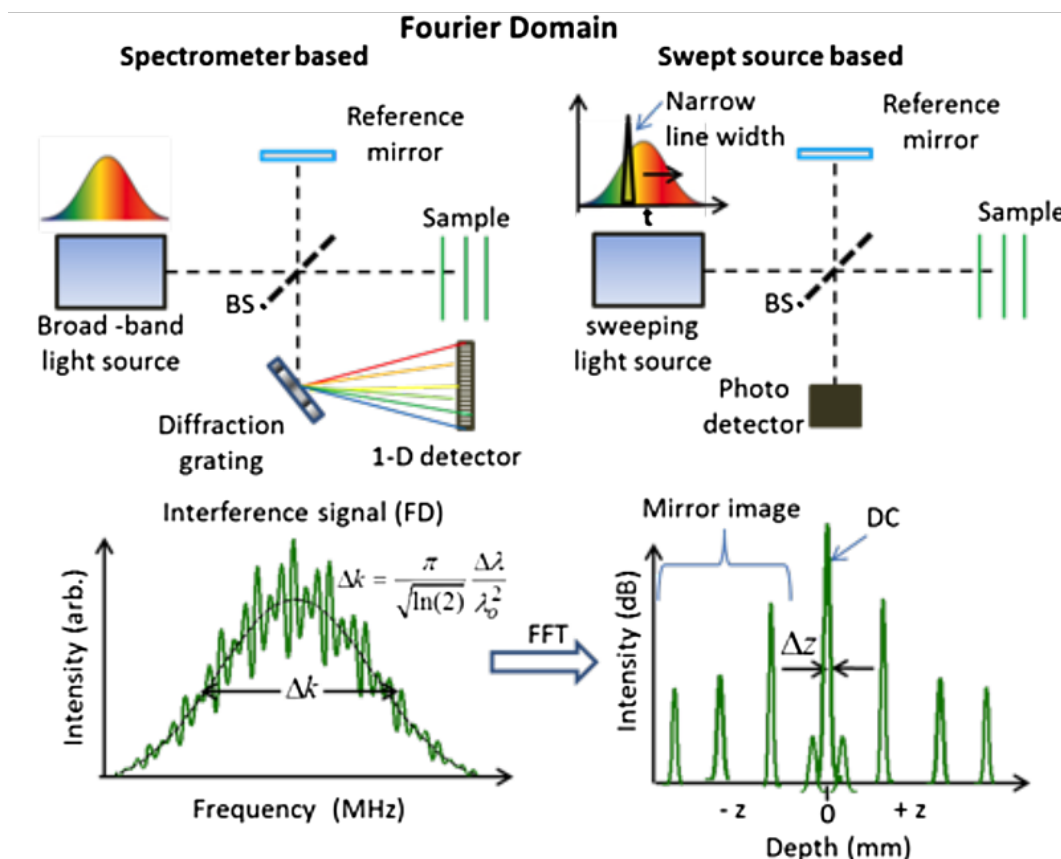 Fourier Domain
Spectrometer based
Swept source based
Reference
mirror
Sample
BS
Broad -band
light source
Diffraction
grating
1-D detector
Narrow
line width
t
Reference
mirror
Sample
BS
sweeping
light source
Photo
detector
Interference signal (FD)
Δk = π/√ln(2) Δλ/λo²
Intensity (arb.)
Δk
Frequency (MHz)
FFT
Mirror image
DC
Intensity (dB)
Δz
- z
0
+ z
Depth (mm)